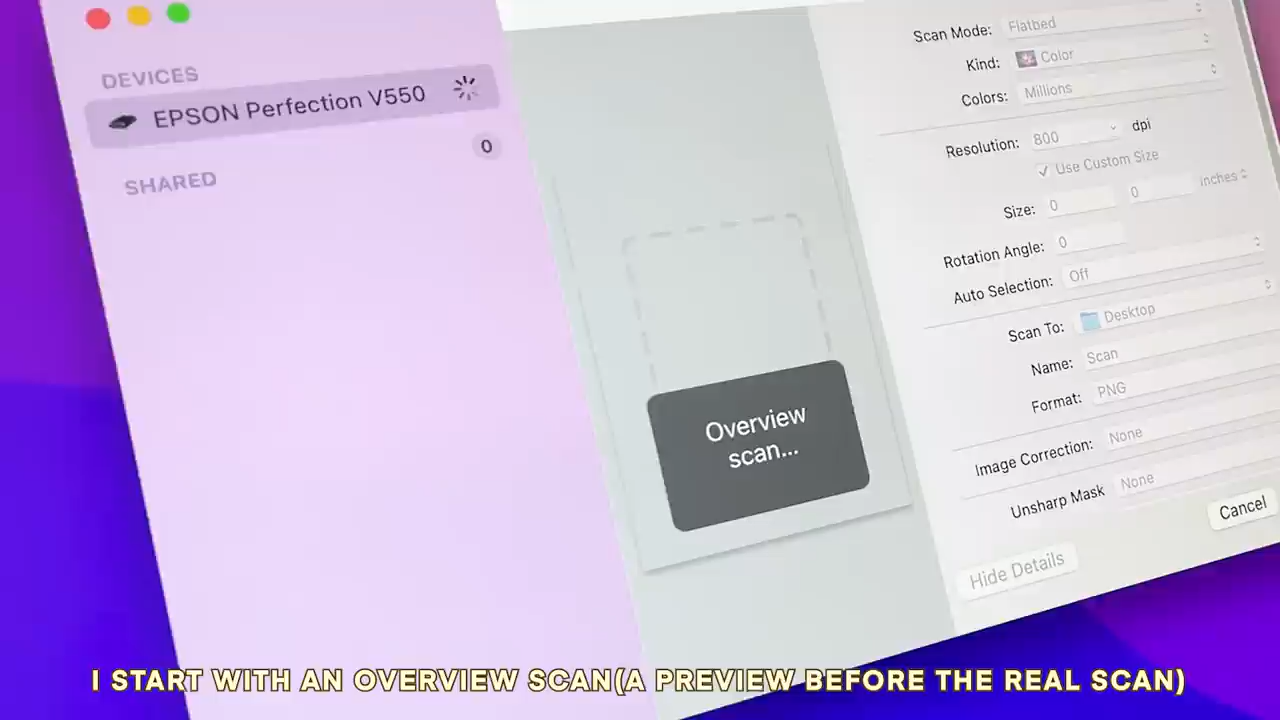 DEVICES
EPSON Perfection V550
0
SHARED
Overview
scan...
Scan Mode: Flatbed
Kind: Color
Colors: Millions
Resolution: 800 dpi
Use Custom Size
Size: 0 0 inches
Rotation Angle: 0
Auto Selection: Off
Scan To: Desktop
Name: Scan
Format: PNG
Image Correction: None
Unsharp Mask None
Hide Details Cancel
I START WITH AN OVERVIEW SCAN(A PREVIEW BEFORE THE REAL SCAN)